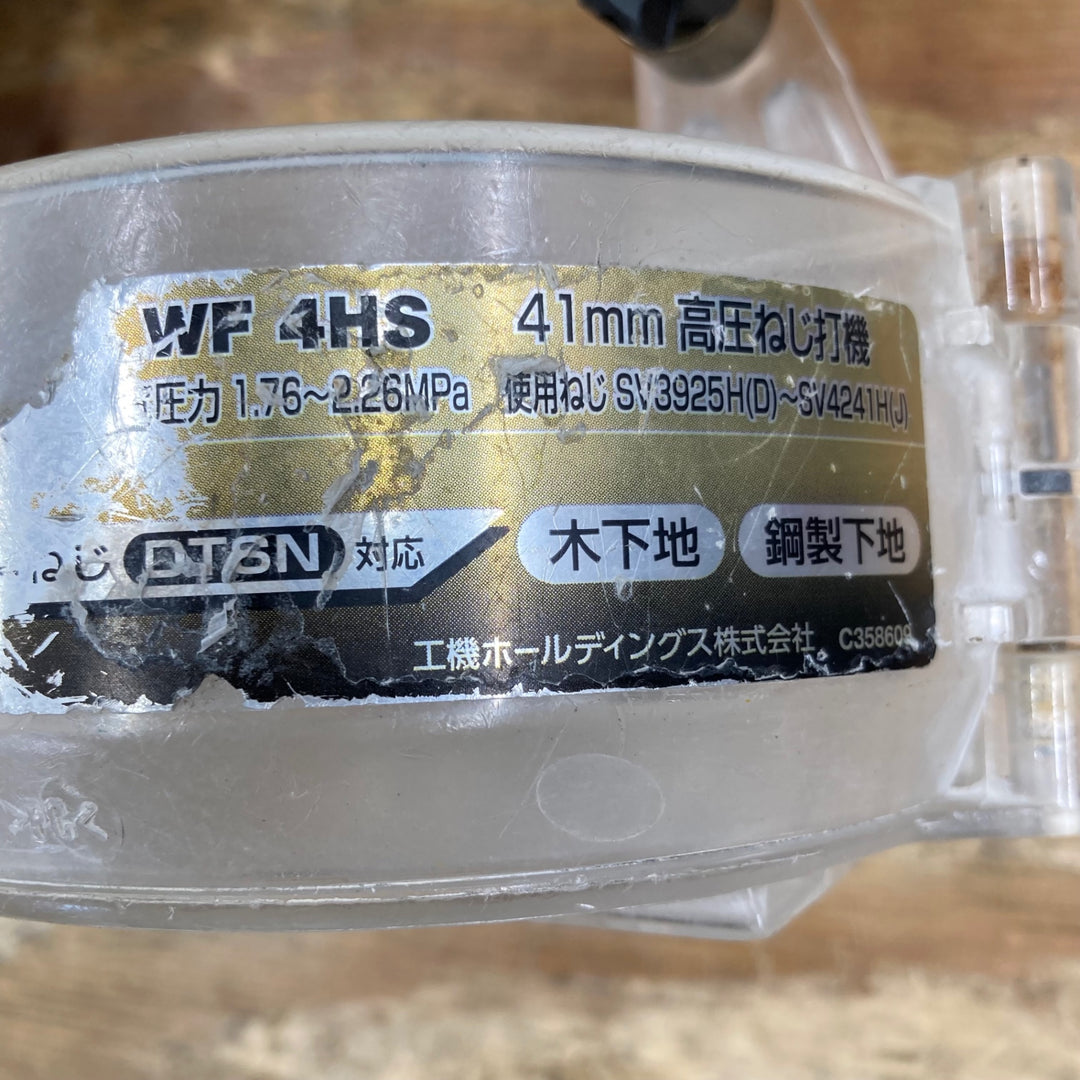 WF 4HS 41mm 高圧ねじ打機
圧力 1.76～2.26MPa 使用ねじ SV3925H(D)～SV4241H(J)
ねじ DTSN 対応 木下地 鋼製下地
工機ホールディングス株式会社 C358609